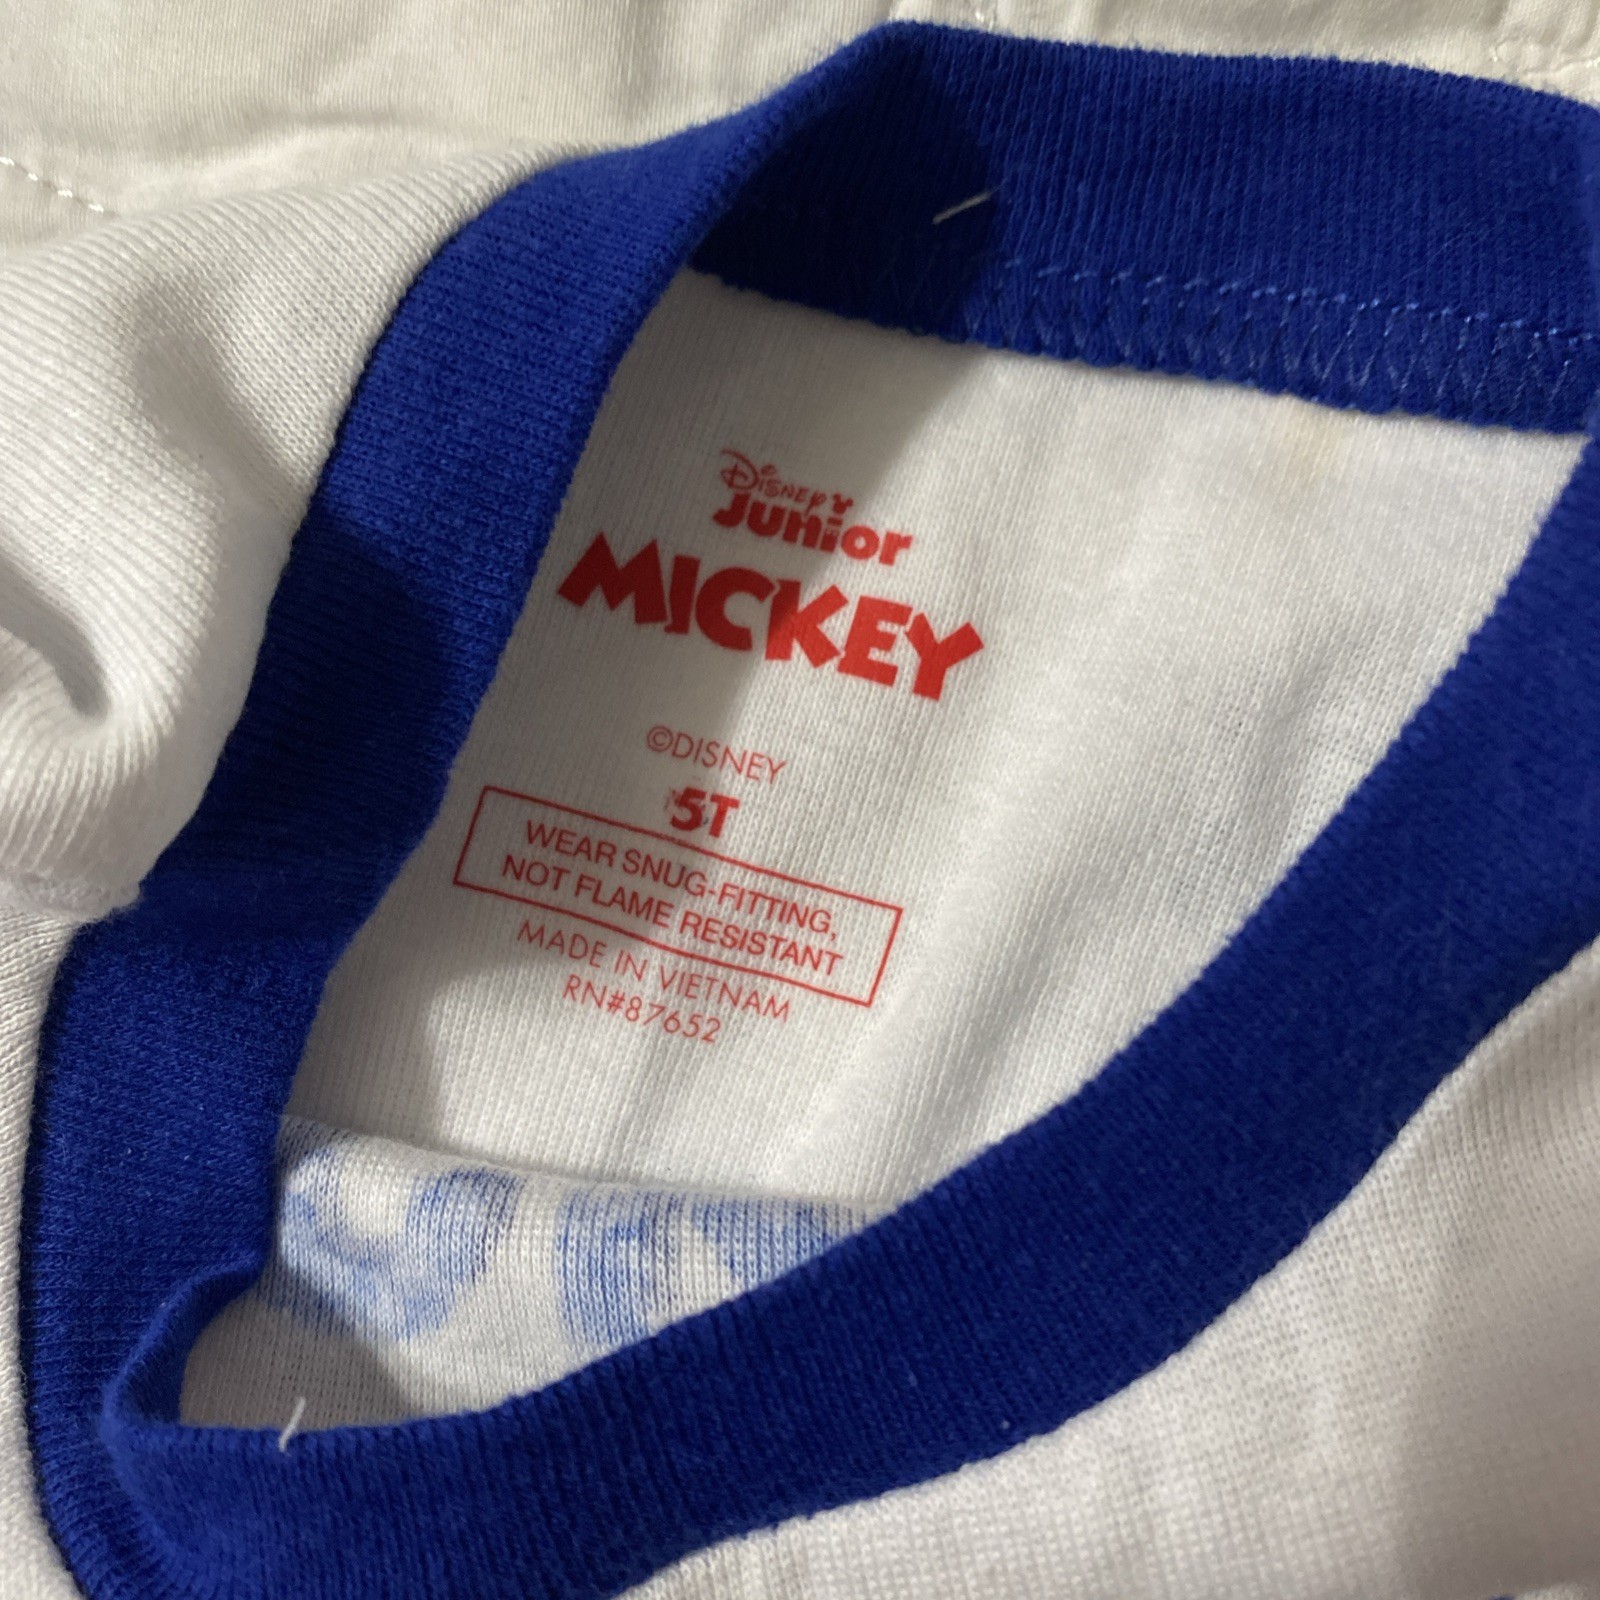 Disney
Junior
MICKEY
©DISNEY
5T
WEAR SNUG-FITTING,
NOT FLAME RESISTANT
MADE IN VIETNAM
RN#87652